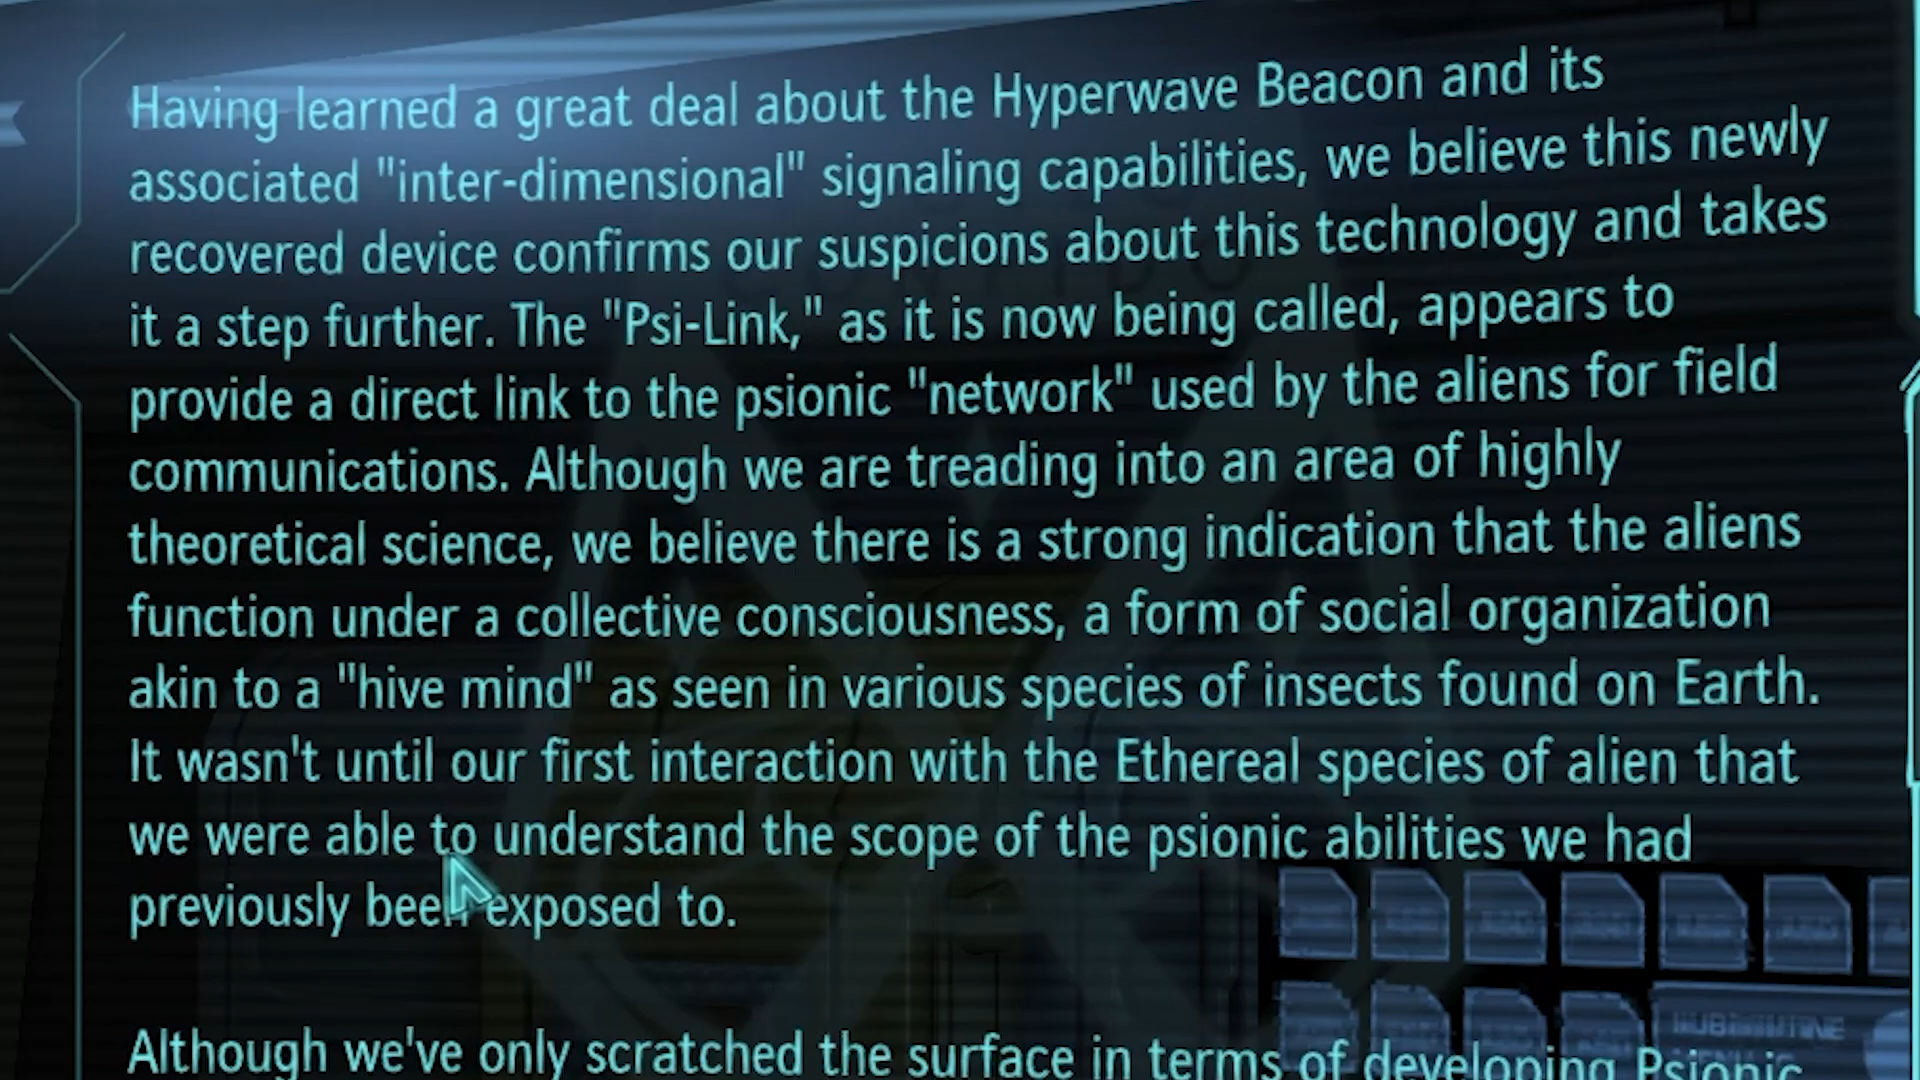 Having learned a great deal about the Hyperwave Beacon and its
associated "inter-dimensional" signaling capabilities, we believe this newly
recovered device confirms our suspicions about this technology and takes
it a step further. The "Psi-Link," as it is now being called, appears to
provide a direct link to the psionic "network" used by the aliens for field
communications. Although we are treading into an area of highly
theoretical science, we believe there is a strong indication that the aliens
function under a collective consciousness, a form of social organization
akin to a "hive mind" as seen in various species of insects found on Earth.
It wasn't until our first interaction with the Ethereal species of alien that
we were able to understand the scope of the psionic abilities we had
previously been exposed to.
Although we've only scratched the surface in terms of developing Psionic